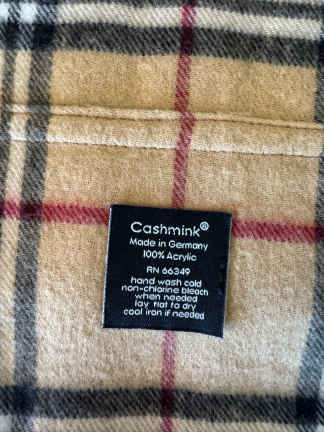 Cashmink®
Made in Germany
100% Acrylic
RN 66349
hand wash cold
non-chlorine bleach
when needed
lay flat to dry
cool iron if needed